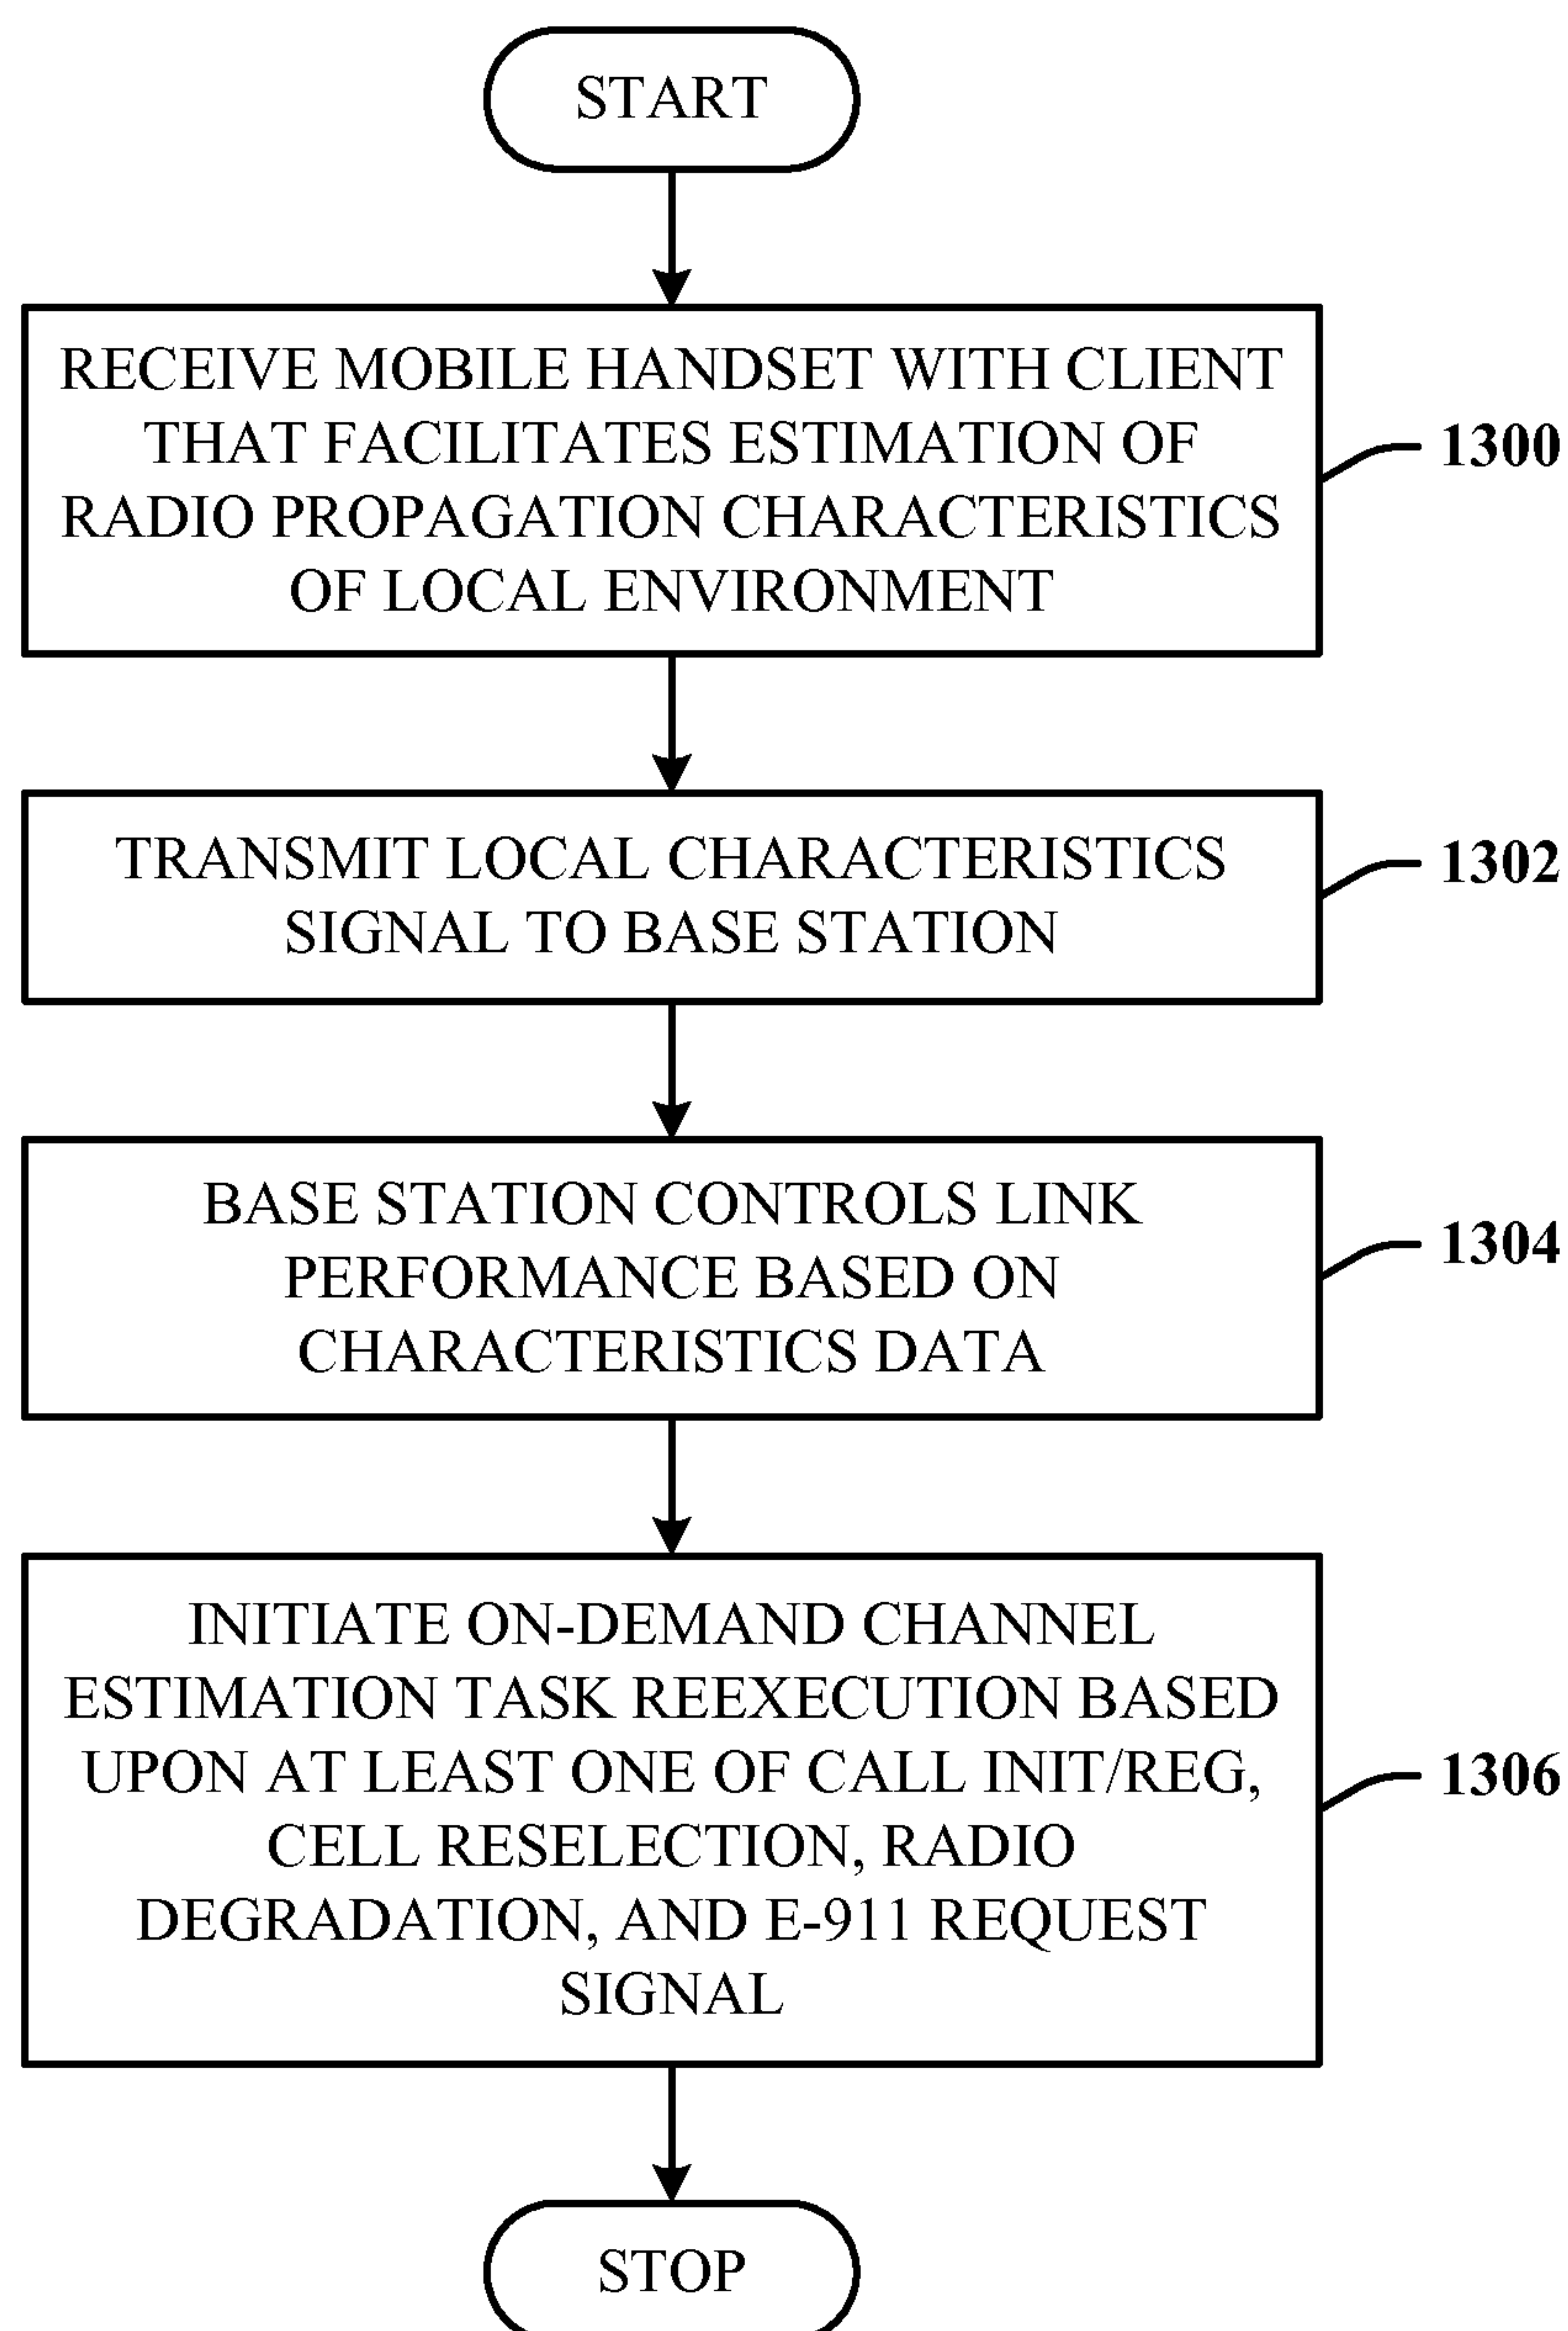 START
RECEIVE MOBILE HANDSET WITH CLIENT
THAT FACILITATES ESTIMATION OF
RADIO PROPAGATION CHARACTERISTICS
OF LOCAL ENVIRONMENT
1300
TRANSMIT LOCAL CHARACTERISTICS
SIGNAL TO BASE STATION
1302
BASE STATION CONTROLS LINK
PERFORMANCE BASED ON
CHARACTERISTICS DATA
1304
INITIATE ON-DEMAND CHANNEL
ESTIMATION TASK REEXECUTION BASED
UPON AT LEAST ONE OF CALL INIT/REG,
CELL RESELECTION, RADIO
DEGRADATION, AND E-911 REQUEST
SIGNAL
1306
STOP